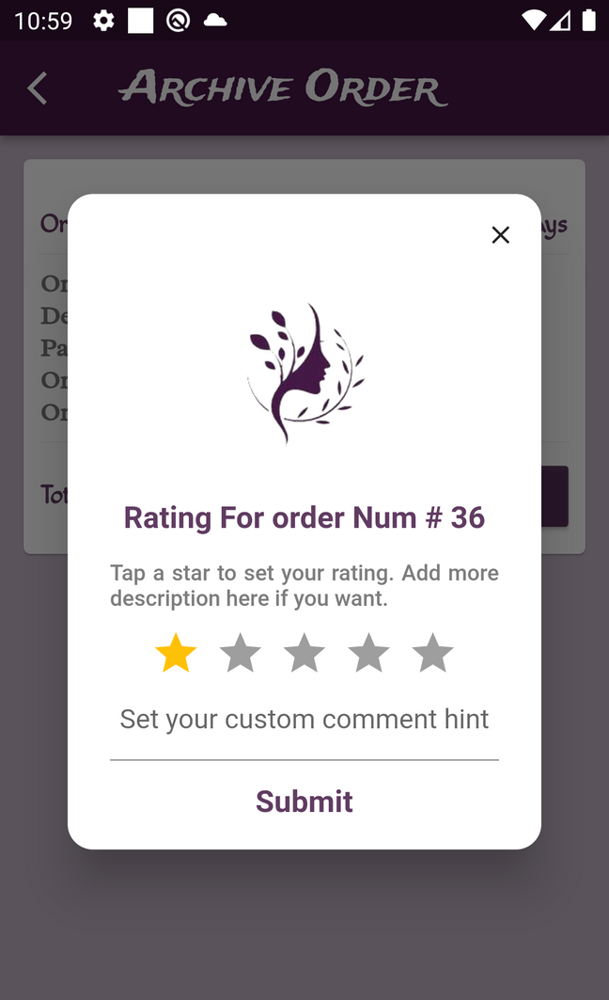 10:59
Archive Order
Rating For order Num # 36
Tap a star to set your rating. Add more
description here if you want.
Set your custom comment hint
Submit